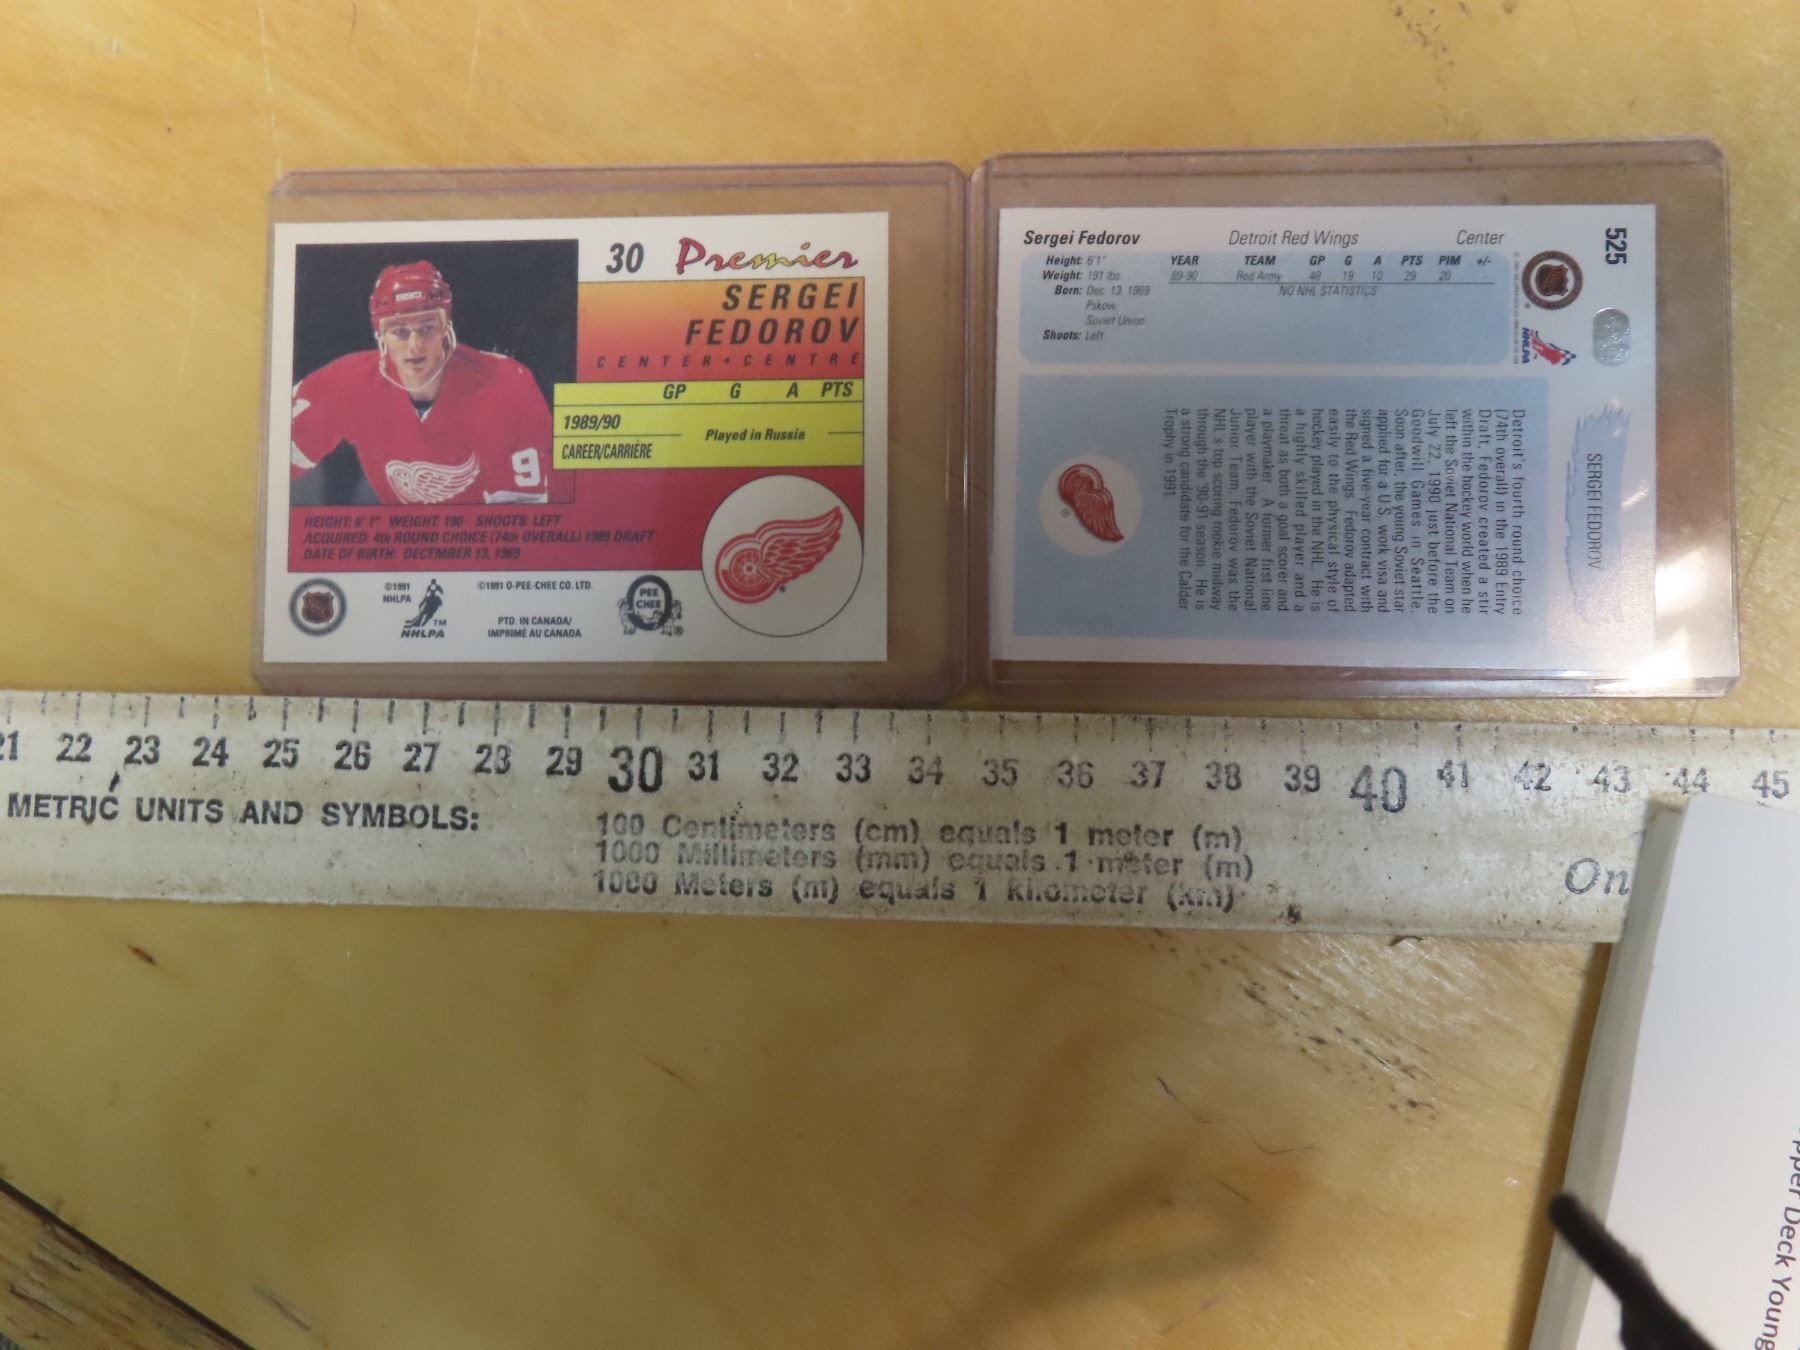 CCM
9
30 Premier
SERGEI
FEDOROV
CENTER • CENTRE
GP G A PTS
1989/90
Played in Russia
CAREER/CARRIÈRE
HEIGHT: 6'1" WEIGHT: 190 SHOOTS: LEFT
ACQUIRED: 4th ROUND CHOICE (74th OVERALL) 1989 DRAFT
DATE OF BIRTH: DECEMBER 13, 1969
©1991
NHLPA
NHLPA
TM
©1991 O-PEE-CHEE CO. LTD.
PTD. IN CANADA/
IMPRIMÉ AU CANADA
O
PEE
CHEE
®
Sergei Fedorov Detroit Red Wings Center
Height: 6'1"
Weight: 191 lbs.
Born: Dec. 13, 1969
Pskow,
Soviet Union
Shoots: Left
YEAR TEAM GP G A PTS PIM +/-
89-90 Red Army 48 19 10 29 20 -
NO NHL STATISTICS
525
NHLPA
SERGEI FEDOROV
Detroit's fourth round choice
(74th overall) in the 1989 Entry
Draft, Fedorov created a stir
within the hockey world when he
left the Soviet National Team on
July 22, 1990 just before the
Goodwill Games in Seattle.
Soon after, the young Soviet star
applied for a U.S. work visa and
signed a five-year contract with
the Red Wings. Fedorov adapted
easily to the physical style of
hockey played in the NHL. He is
a highly skilled player and a
threat as both a goal scorer and
a playmaker. A former first line
player with the Soviet National
Junior Team, Fedorov was the
NHL's top scoring rookie midway
through the '90-91 season. He is
a strong candidate for the Calder
Trophy in 1991.
21 22 23 24 25 26 27 28 29 30 31 32 33 34 35 36 37 38 39 40 41 42 43 44 45
METRIC UNITS AND SYMBOLS:
100 Centimeters (cm) equals 1 meter (m)
1000 Millimeters (mm) equals 1 meter (m)
1000 Meters (m) equals 1 kilometer (km)
On
pper Deck Young